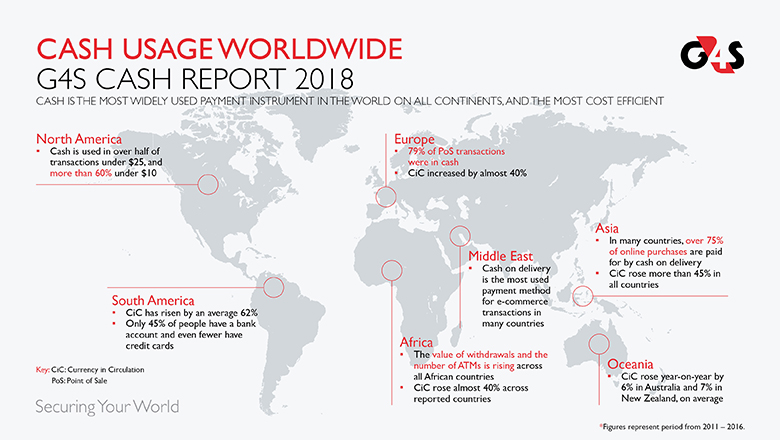 CASH USAGE WORLDWIDE
G4S CASH REPORT 2018
CASH IS THE MOST WIDELY USED PAYMENT INSTRUMENT IN THE WORLD ON ALL CONTINENTS, AND THE MOST COST EFFICIENT
G4S
North America
• Cash is used in over half of
transactions under $25, and
more than 60% under $10
Europe
• 79% of PoS transactions
were in cash
• CiC increased by almost 40%
Asia
• In many countries, over 75%
of online purchases are paid
for by cash on delivery
• CiC rose more than 45% in
all countries
Middle East
• Cash on delivery
is the most used
payment method
for e-commerce
transactions in
many countries
South America
• CiC has risen by an average 62%
• Only 45% of people have a bank
account and even fewer have
credit cards
Africa
• The value of withdrawals and the
number of ATMs is rising across
all African countries
• CiC rose almost 40% across
reported countries
Oceania
• CiC rose year-on-year by
6% in Australia and 7% in
New Zealand, on average
Key: CiC: Currency in Circulation
PoS: Point of Sale
Securing Your World
*Figures represent period from 2011 – 2016.